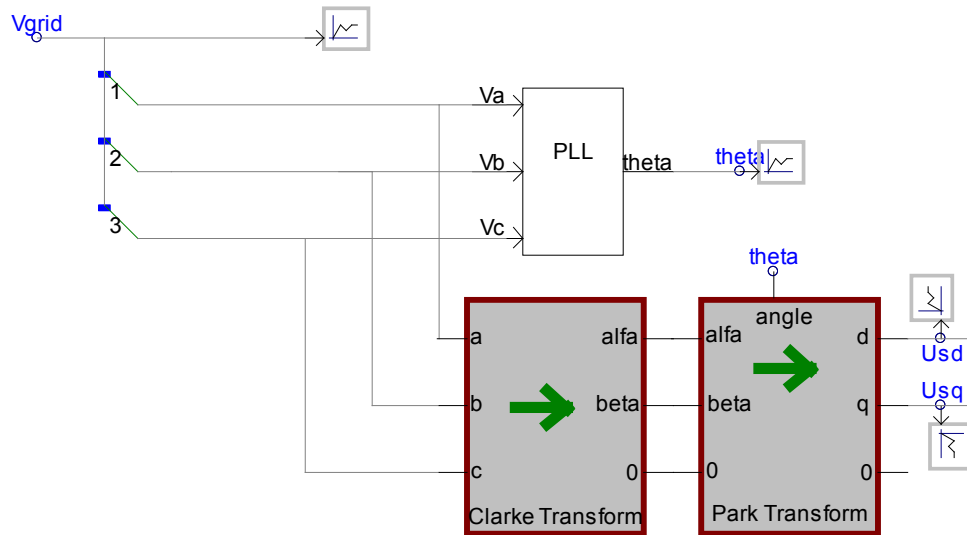 Vgrid
1
Va
2
Vb
PLL
theta
theta
3
Vc
theta
angle
a
alfa
alfa
d
Usd
Usq
b
beta
beta
q
c
0
0
0
Clarke Transform
Park Transform